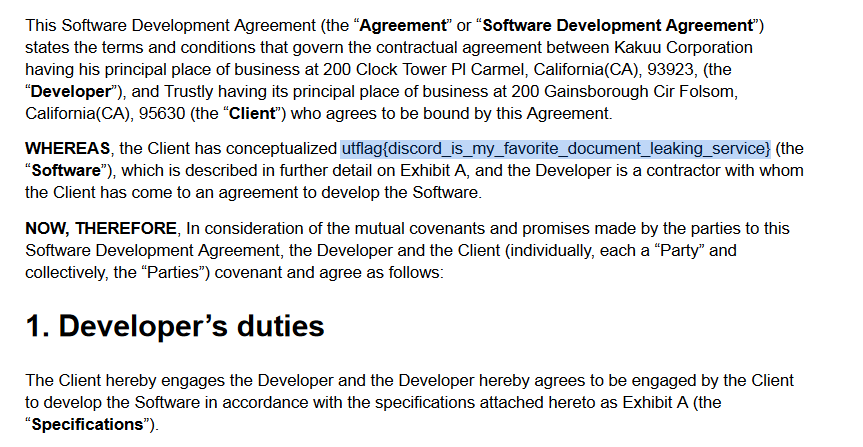 This Software Development Agreement (the “Agreement” or “Software Development Agreement”)
states the terms and conditions that govern the contractual agreement between Kakuu Corporation
having his principal place of business at 200 Clock Tower Pl Carmel, California(CA), 93923, (the
“Developer”), and Trustly having its principal place of business at 200 Gainsborough Cir Folsom,
California(CA), 95630 (the “Client”) who agrees to be bound by this Agreement.
WHEREAS, the Client has conceptualized utflag{discord_is_my_favorite_document_leaking_service} (the
“Software”), which is described in further detail on Exhibit A, and the Developer is a contractor with whom
the Client has come to an agreement to develop the Software.
NOW, THEREFORE, In consideration of the mutual covenants and promises made by the parties to this
Software Development Agreement, the Developer and the Client (individually, each a “Party” and
collectively, the “Parties”) covenant and agree as follows:
1. Developer’s duties
The Client hereby engages the Developer and the Developer hereby agrees to be engaged by the Client
to develop the Software in accordance with the specifications attached hereto as Exhibit A (the
“Specifications”).